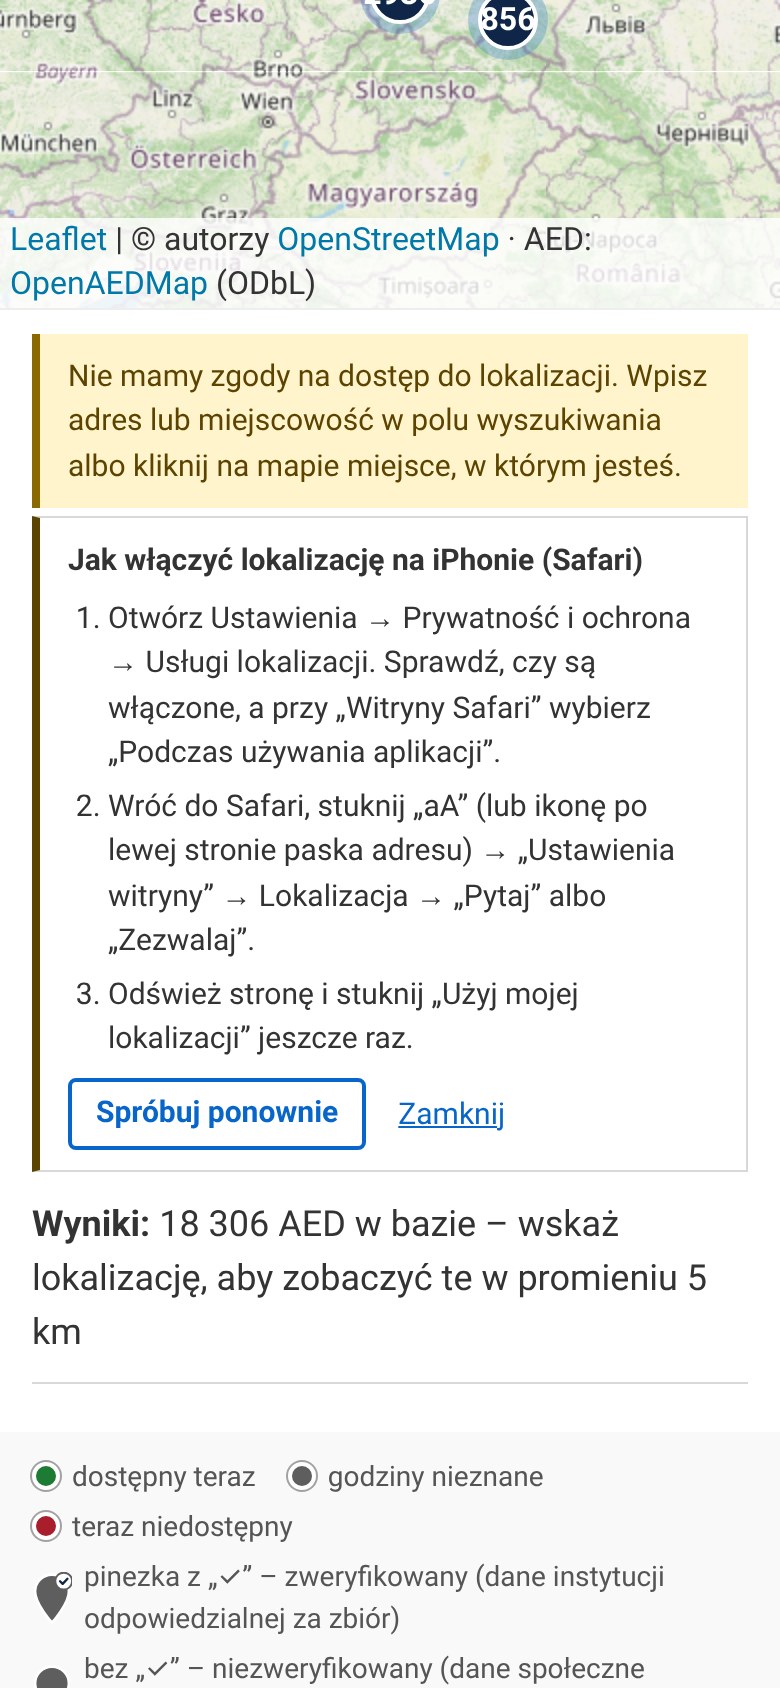 Česko
856
Львів
Bayern
Brno
Linz
Wien
Slovensko
München
Чернівці
Österreich
Magyarország
Graz
Leaflet | © autorzy OpenStreetMap · AED:
OpenAEDMap (ODbL)
Slovenija
Timișoara
România
Nie mamy zgody na dostęp do lokalizacji. Wpisz
adres lub miejscowość w polu wyszukiwania
albo kliknij na mapie miejsce, w którym jesteś.
Jak włączyć lokalizację na iPhonie (Safari)
1. Otwórz Ustawienia → Prywatność i ochrona
→ Usługi lokalizacji. Sprawdź, czy są
włączone, a przy „Witryny Safari” wybierz
„Podczas używania aplikacji”.
2. Wróć do Safari, stuknij „aA” (lub ikonę po
lewej stronie paska adresu) → „Ustawienia
witryny” → Lokalizacja → „Pytaj” albo
„Zezwalaj”.
3. Odśwież stronę i stuknij „Użyj mojej
lokalizacji” jeszcze raz.
Spróbuj ponownie Zamknij
Wyniki: 18 306 AED w bazie – wskaż
lokalizację, aby zobaczyć te w promieniu 5
km
dostępny teraz godziny nieznane
teraz niedostępny
pinezka z „✓” – zweryfikowany (dane instytucji
odpowiedzialnej za zbiór)
bez „✓” – niezweryfikowany (dane społeczne